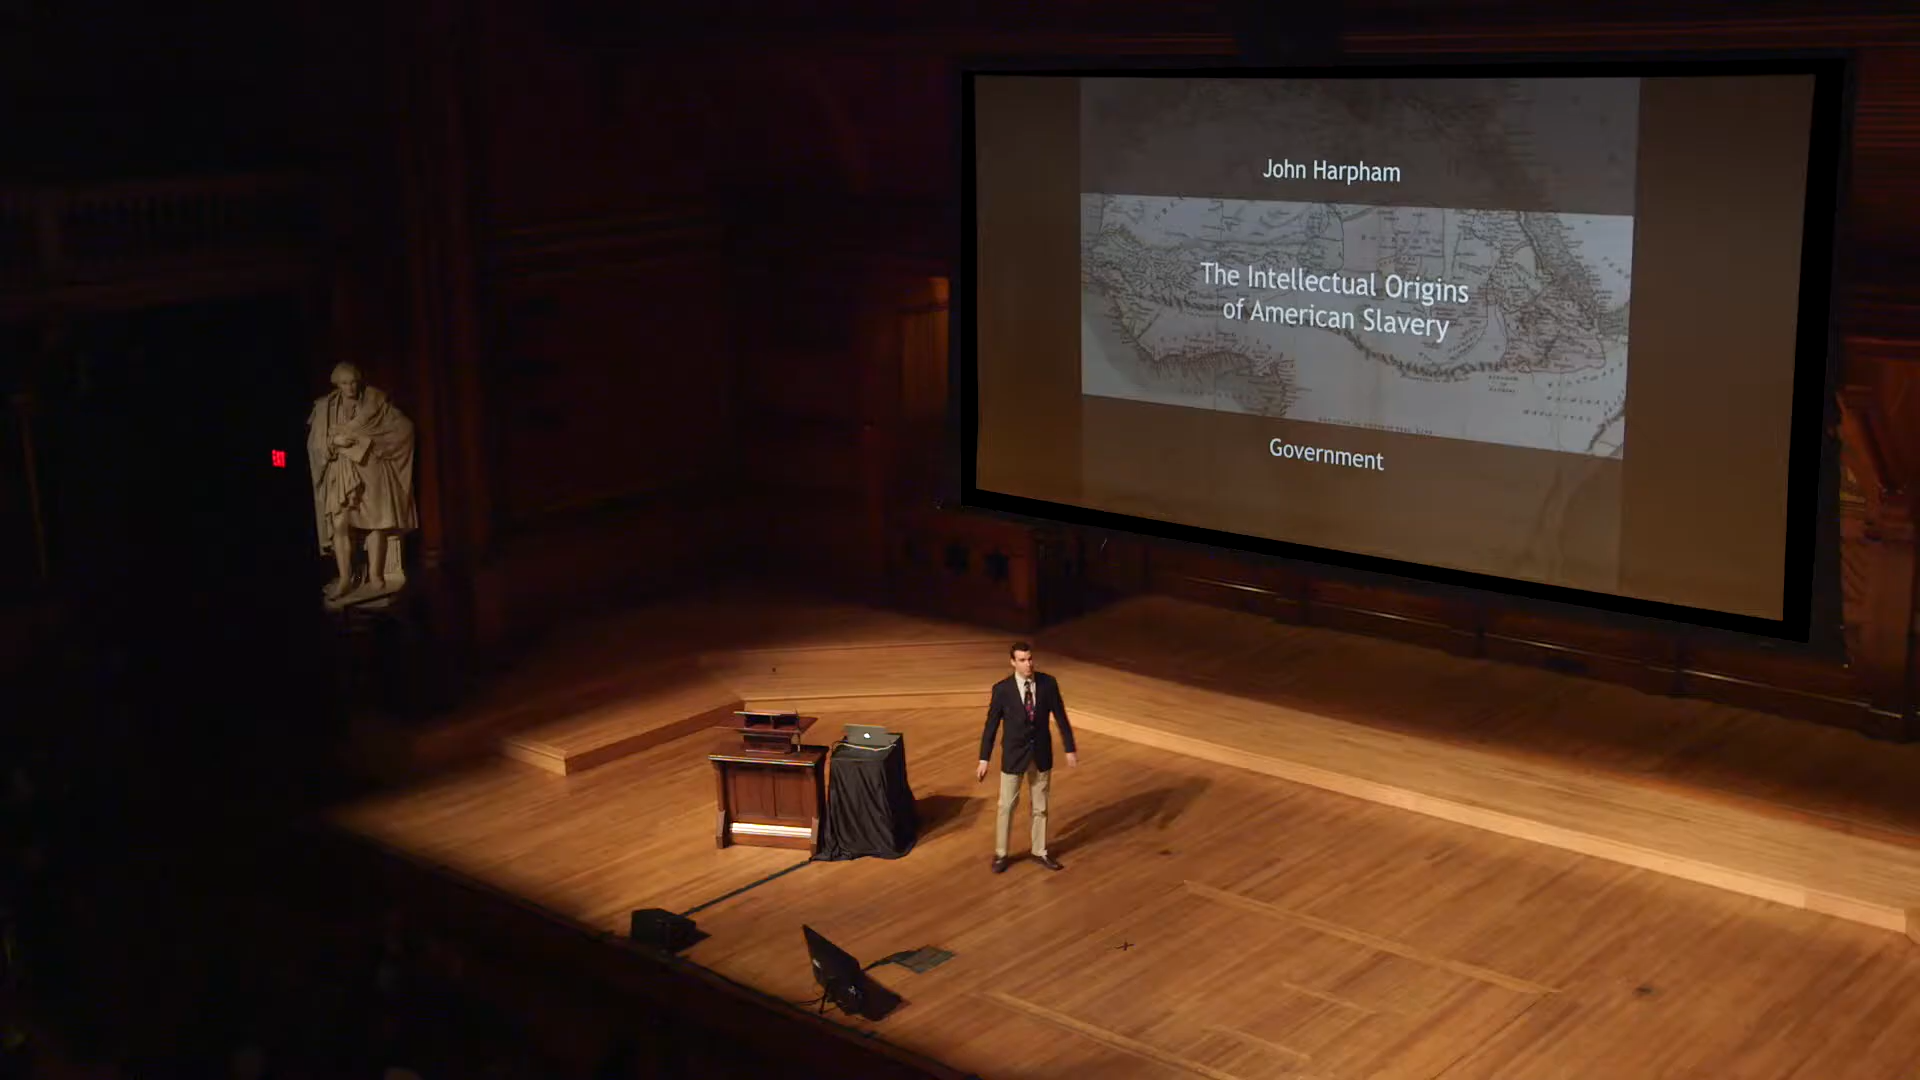 John Harpham
The Intellectual Origins
of American Slavery
Government